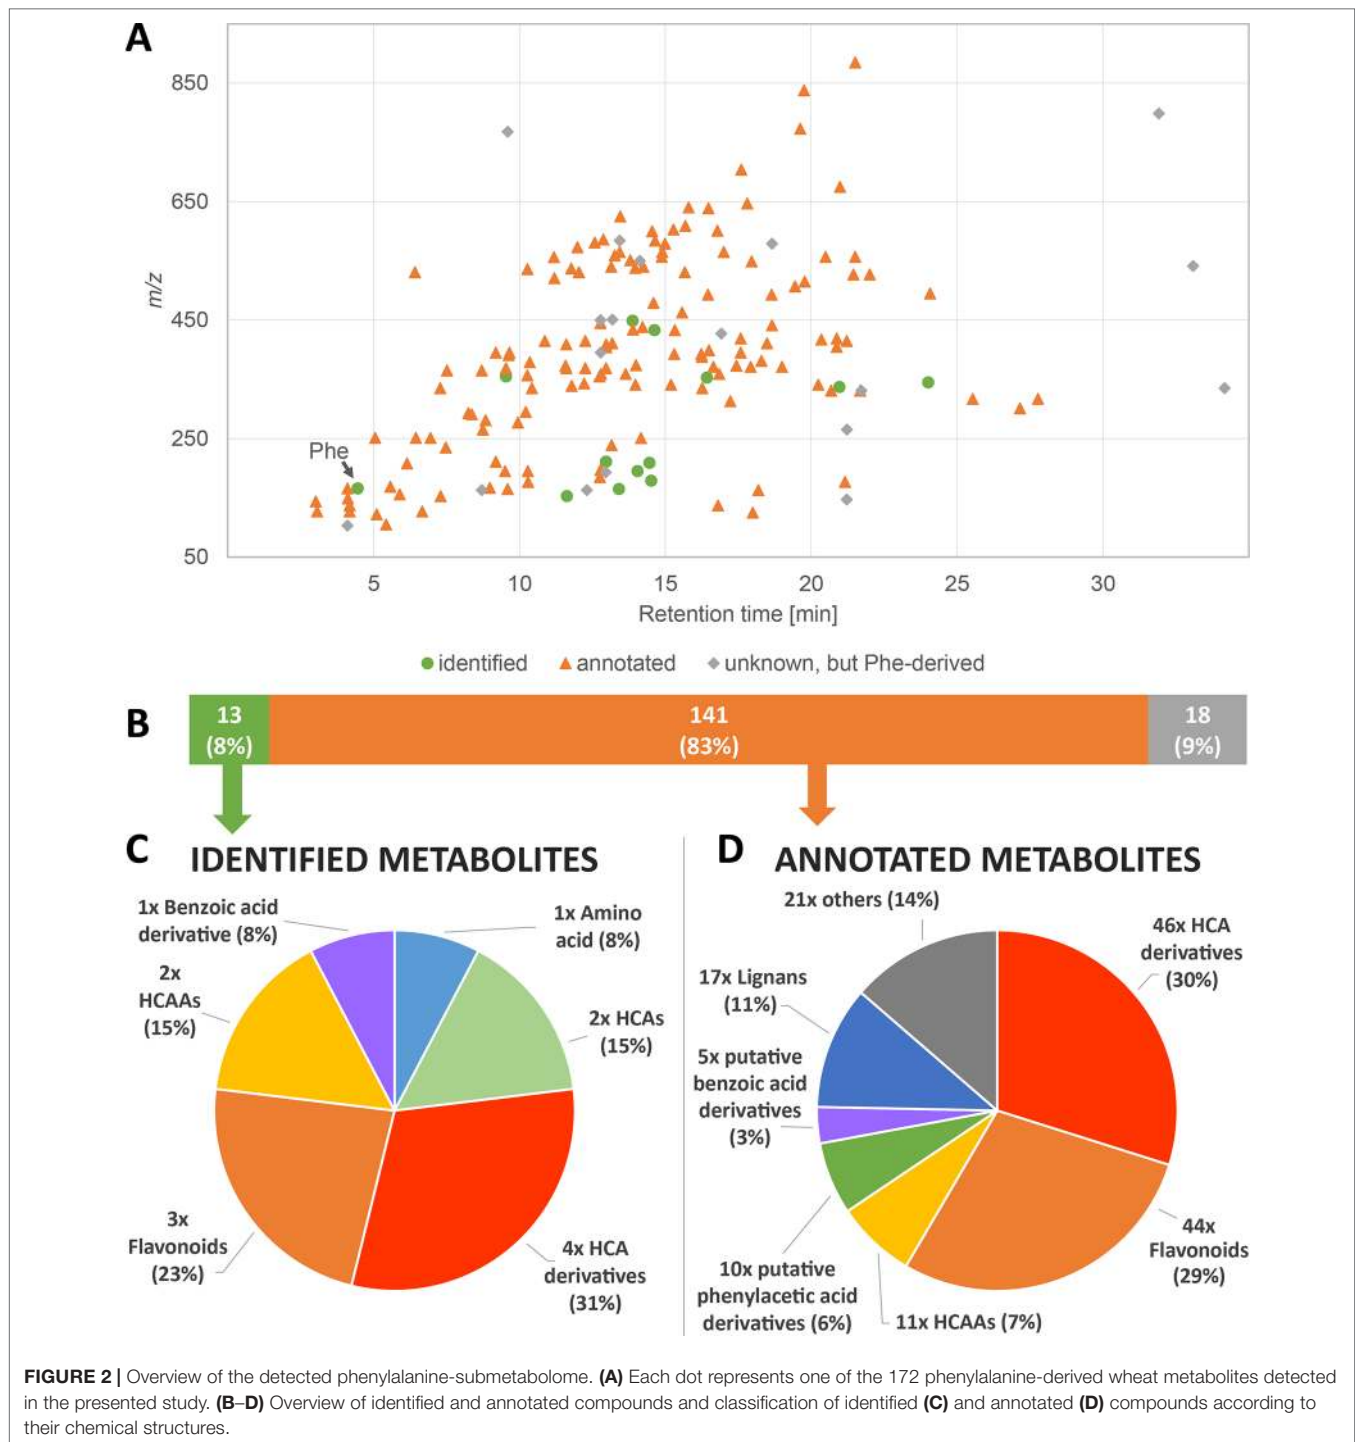 A
850
650
450
250
50
m/z
Phe
5 10 15 20 25 30
Retention time [min]
identified annotated unknown, but Phe-derived
B
13
(8%)
141
(83%)
18
(9%)
C
IDENTIFIED METABOLITES
1x Benzoic acid
derivative (8%)
1x Amino
acid (8%)
2x
HCAAs
(15%)
2x HCAs
(15%)
3x
Flavonoids
(23%)
4x HCA
derivatives
(31%)
D
ANNOTATED METABOLITES
21x others (14%)
46x HCA
derivatives
(30%)
17x Lignans
(11%)
5x putative
benzoic acid
derivatives
(3%)
44x
Flavonoids
(29%)
10x putative
phenylacetic acid
derivatives (6%)
11x HCAAs (7%)
FIGURE 2 | Overview of the detected phenylalanine-submetabolome. (A) Each dot represents one of the 172 phenylalanine-derived wheat metabolites detected
in the presented study. (B–D) Overview of identified and annotated compounds and classification of identified (C) and annotated (D) compounds according to
their chemical structures.